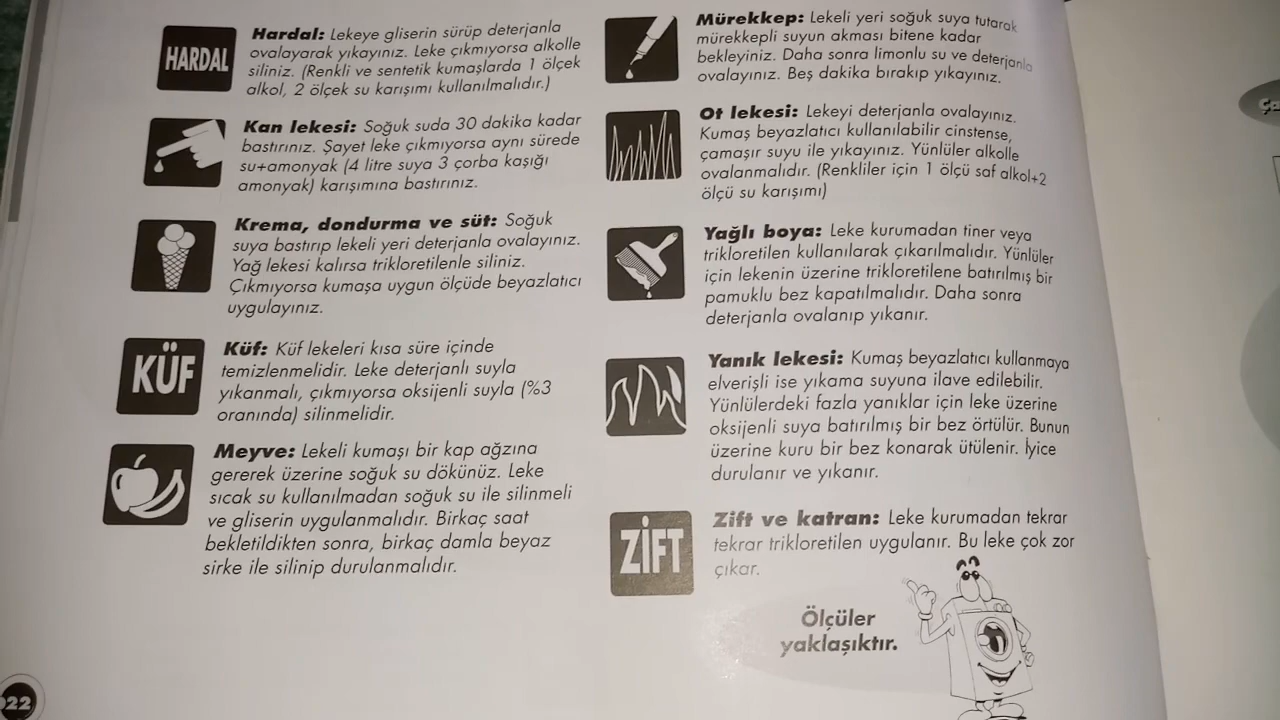 HARDAL
Hardal: Lekeye gliserin sürüp deterjanla
ovalayarak yıkayınız. Leke çıkmıyorsa alkolle
siliniz. (Renkli ve sentetik kumaşlarda 1 ölçek
alkol, 2 ölçek su karışımı kullanılmalıdır.)
Kan lekesi: Soğuk suda 30 dakika kadar
bastırınız. Şayet leke çıkmıyorsa aynı sürede
su+amonyak (4 litre suya 3 çorba kaşığı
amonyak) karışımına bastırınız.
Krema, dondurma ve süt: Soğuk
suya bastırıp lekeli yeri deterjanla ovalayınız.
Yağ lekesi kalırsa trikloretilenle siliniz.
Çıkmıyorsa kumaşa uygun ölçüde beyazlatıcı
uygulayınız.
KÜF
Küf: Küf lekeleri kısa süre içinde
temizlenmelidir. Leke deterjanlı suyla
yıkanmalı, çıkmıyorsa oksijenli suyla (%3
oranında) silinmelidir.
Meyve: Lekeli kumaşı bir kap ağzına
gererek üzerine soğuk su dökünüz. Leke
sıcak su kullanılmadan soğuk su ile silinmeli
ve gliserin uygulanmalıdır. Birkaç saat
bekletildikten sonra, birkaç damla beyaz
sirke ile silinip durulanmalıdır.
22
Mürekkep: Lekeli yeri soğuk suya tutarak
mürekkepli suyun akması bitene kadar
bekleyiniz. Daha sonra limonlu su ve deterjanla
ovalayınız. Beş dakika bırakıp yıkayınız.
Ot lekesi: Lekeyi deterjanla ovalayınız.
Kumaş beyazlatıcı kullanılabilir cinstense,
çamaşır suyu ile yıkayınız. Yünlüler alkolle
ovalanmalıdır. (Renkliler için 1 ölçü saf alkol+2
ölçü su karışımı)
Yağlı boya: Leke kurumadan tiner veya
trikloretilen kullanılarak çıkarılmalıdır. Yünlüler
için lekenin üzerine trikloretilene batırılmış bir
pamuklu bez kapatılmalıdır. Daha sonra
deterjanla ovalanıp yıkanır.
Yanık lekesi: Kumaş beyazlatıcı kullanmaya
elverişli ise yıkama suyuna ilave edilebilir.
Yünlülerdeki fazla yanıklar için leke üzerine
oksijenli suya batırılmış bir bez örtülür. Bunun
üzerine kuru bir bez konarak ütülenir. İyice
durulanır ve yıkanır.
ZİFT
Zift ve katran: Leke kurumadan tekrar
tekrar trikloretilen uygulanır. Bu leke çok zor
çıkar.
Ölçüler
yaklaşıktır.